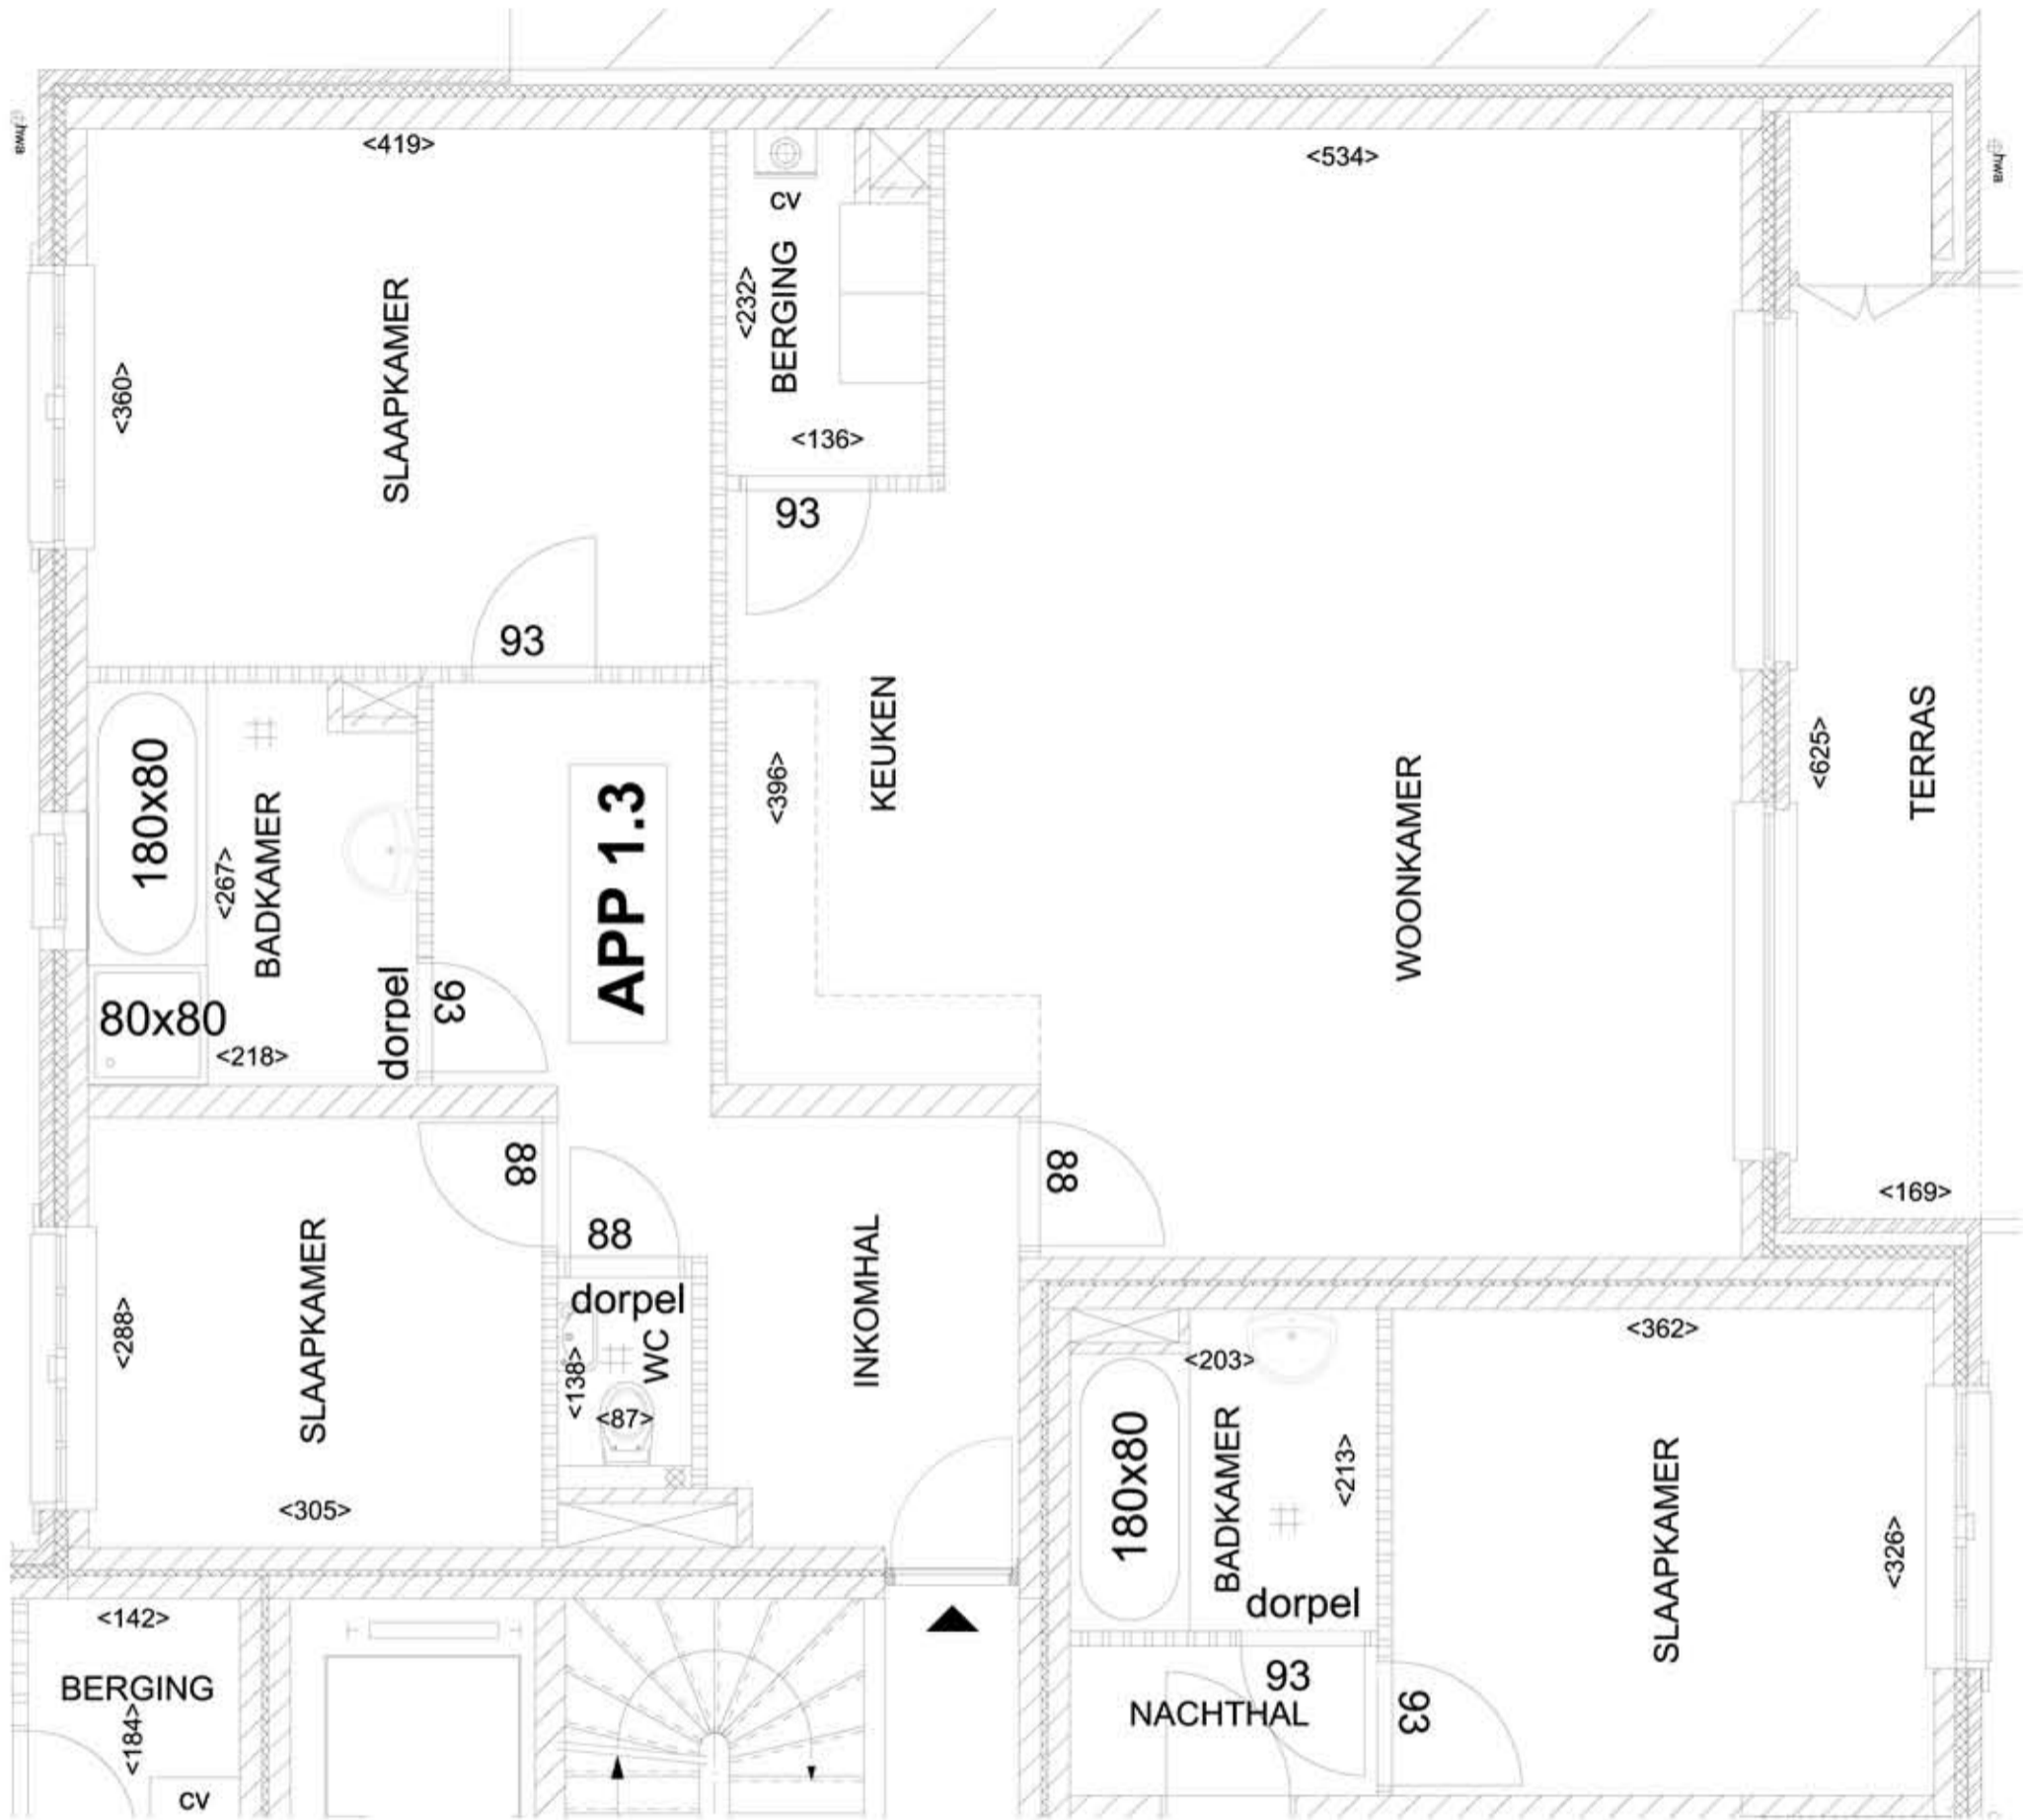 hwa
<419>
<534>
hwa
cv
BERGING
<232>
SLAAPKAMER
<360>
<136>
93
93
KEUKEN
<396>
180x80
BADKAMER
<267>
APP 1.3
WOONKAMER
<625>
TERRAS
80x80
<218>
dorpel
93
88
88
88
<169>
SLAAPKAMER
<288>
dorpel
WC
<138>
<87>
INKOMHAL
<305>
<203>
<362>
180x80
BADKAMER
<213>
SLAAPKAMER
<326>
dorpel
<142>
BERGING
<184>
cv
93
NACHTHAL
93